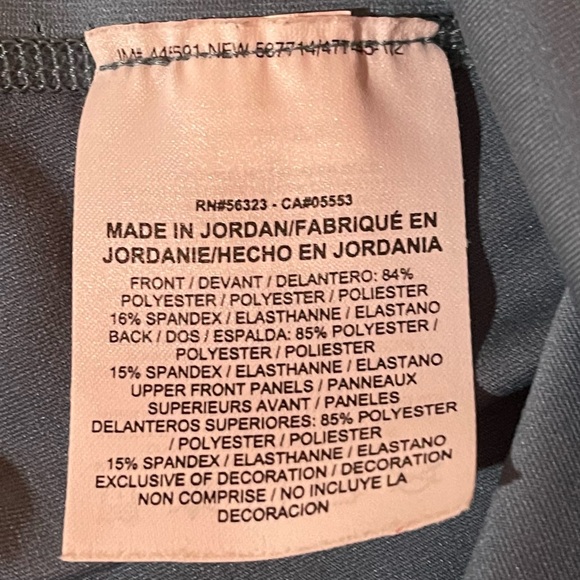 RN#56323 - CA#05553
MADE IN JORDAN/FABRIQUÉ EN
JORDANIE/HECHO EN JORDANIA
FRONT / DEVANT / DELANTERO: 84%
POLYESTER / POLYESTER / POLIESTER
16% SPANDEX / ELASTHANNE / ELASTANO
BACK / DOS / ESPALDA: 85% POLYESTER /
POLYESTER / POLIESTER
15% SPANDEX / ELASTHANNE / ELASTANO
UPPER FRONT PANELS / PANNEAUX
SUPERIEURS AVANT / PANELES
DELANTEROS SUPERIORES: 85% POLYESTER
/ POLYESTER / POLIESTER
15% SPANDEX / ELASTHANNE / ELASTANO
EXCLUSIVE OF DECORATION / DECORATION
NON COMPRISE / NO INCLUYE LA
DECORACION